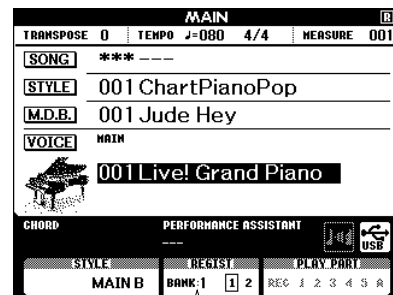 MAIN R
TRANSPOSE 0 TEMPO ♩=080 4/4 MEASURE 001
SONG *** ---
STYLE 001 ChartPianoPop
M.D.B. 001 Jude Hey
VOICE MAIN
001 Live! Grand Piano
CHORD PERFORMANCE ASSISTANT
---
USB
STYLE REGIST PLAY PART
MAIN B BANK:1 1 2 REC 1 2 3 4 5 A